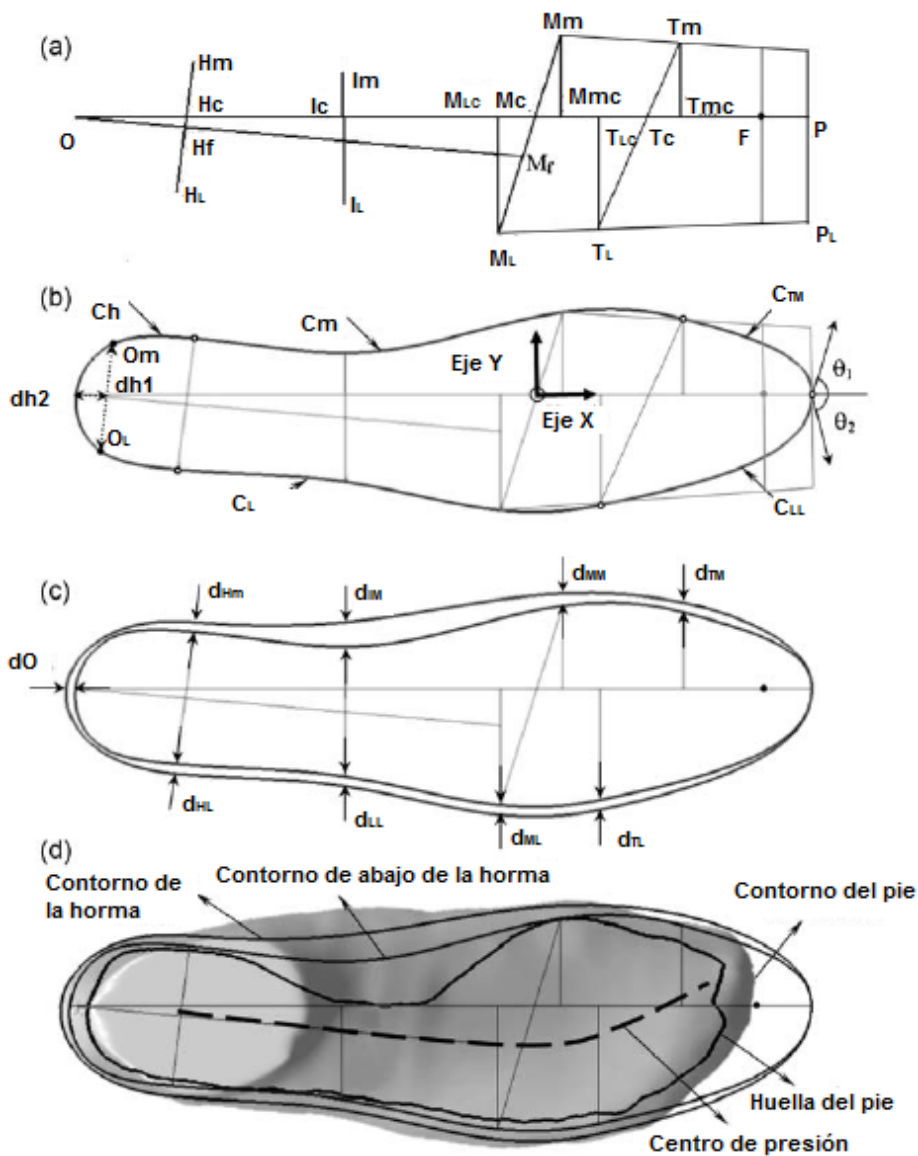 (a)
Mm
Tm
Hm
Im
Hc
Ic
MLC
Mc
Mmc
Tmc
O
Hf
TLC
Tc
F
P
Mf
HL
IL
ML
TL
PL
(b)
Ch
Cm
CTM
Om
Eje Y
dh2
dh1
θ1
Eje X
θ2
OL
CL
CLL
(c)
dHm
dIM
dMM
dTM
dO
dHL
dLL
dML
dTL
(d)
Contorno de
la horma
Contorno de abajo de la horma
Contorno del pie
Huella del pie
Centro de presión